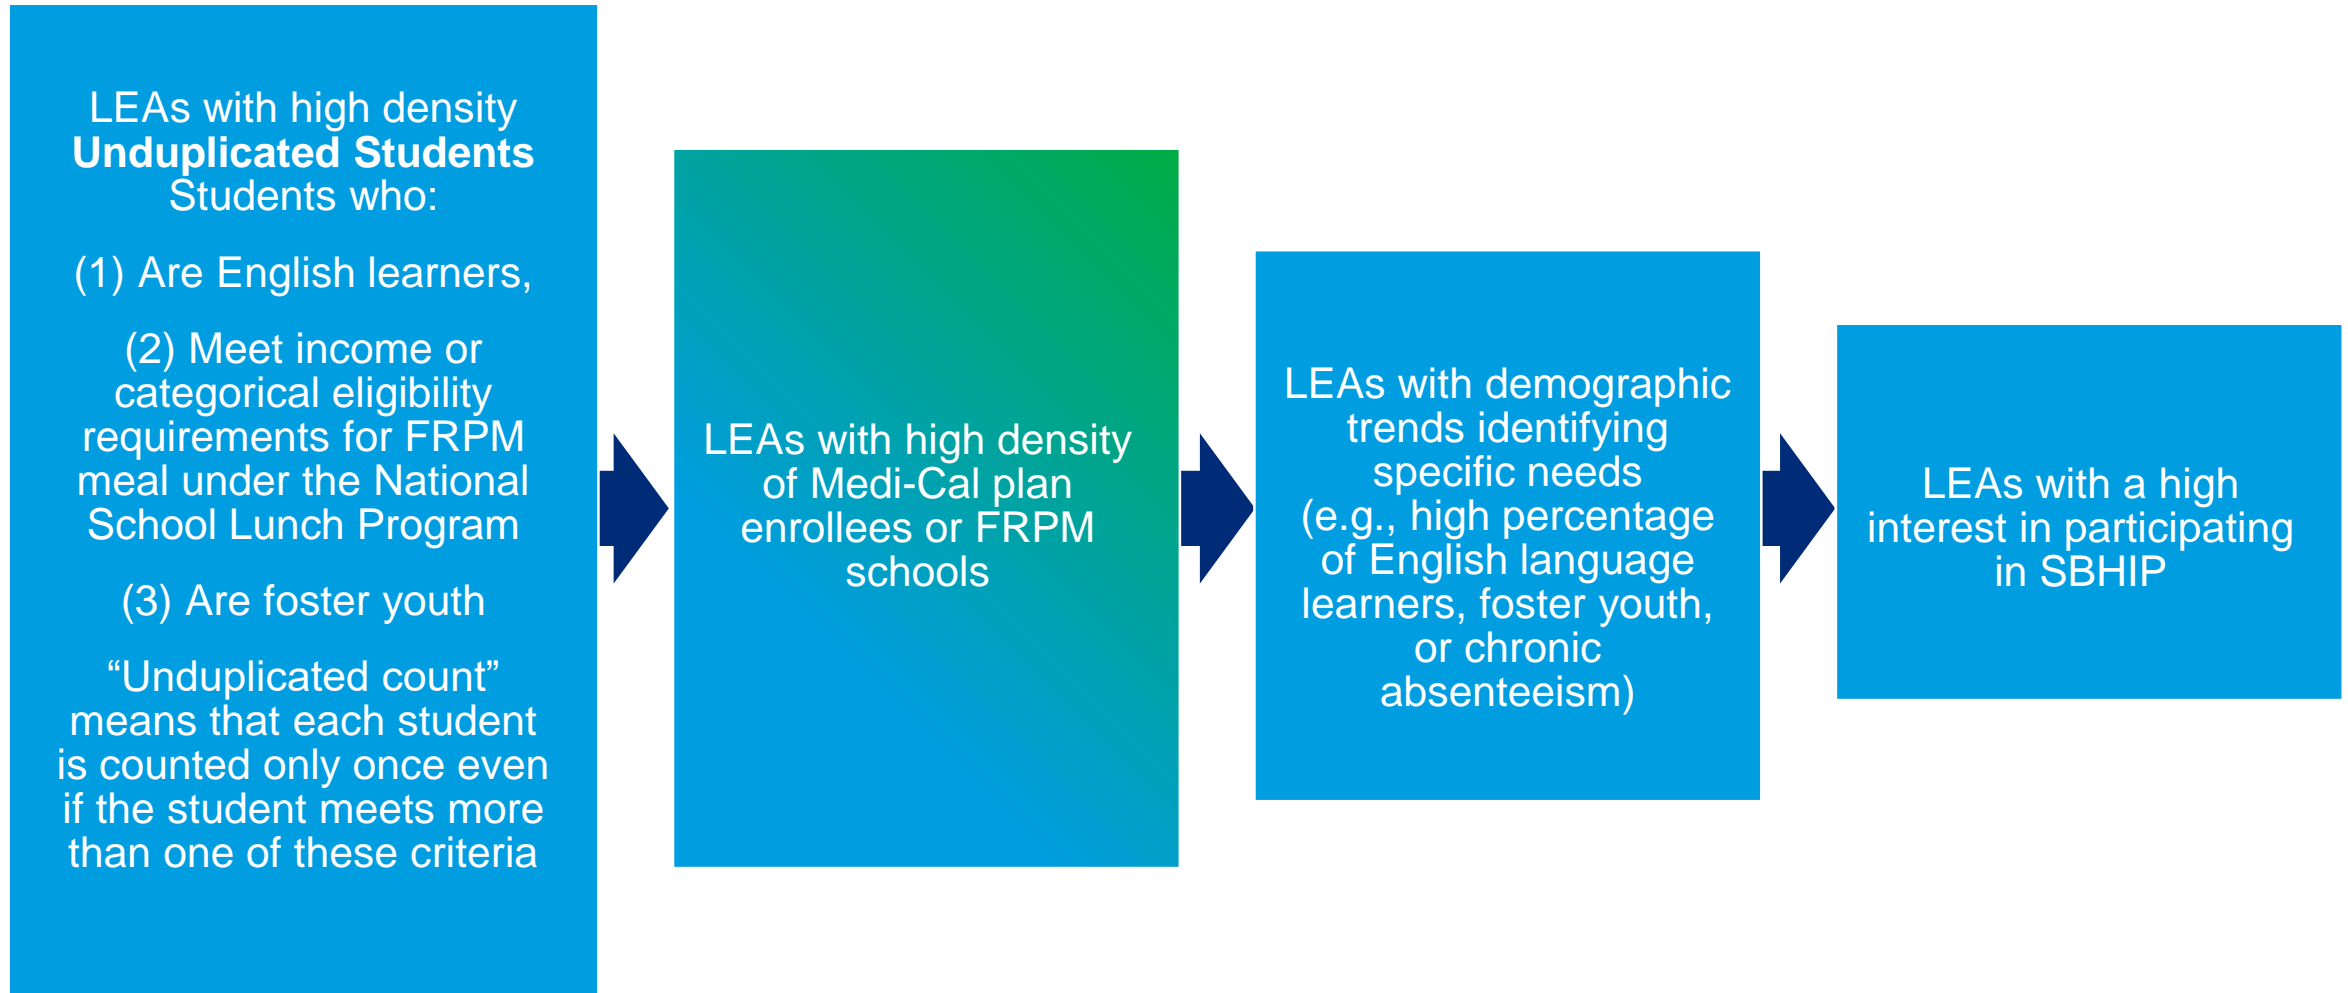 LEAs with high density
Unduplicated Students
Students who:
(1) Are English learners,
(2) Meet income or
categorical eligibility
requirements for FRPM
meal under the National
School Lunch Program
(3) Are foster youth
“Unduplicated count”
means that each student
is counted only once even
if the student meets more
than one of these criteria
LEAs with high density
of Medi-Cal plan
enrollees or FRPM
schools
LEAs with demographic
trends identifying
specific needs
(e.g., high percentage
of English language
learners, foster youth,
or chronic
absenteeism)
LEAs with a high
interest in participating
in SBHIP